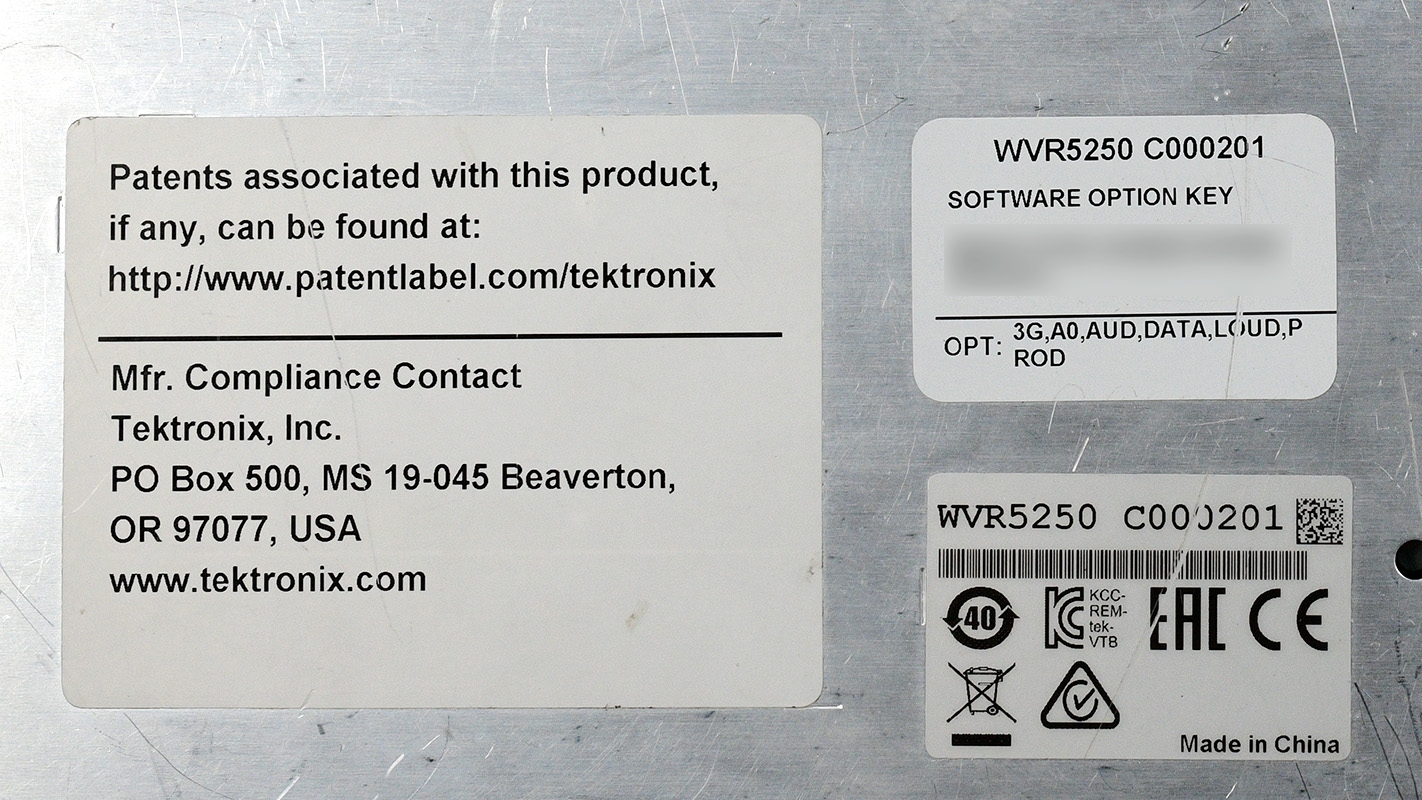 Patents associated with this product,
if any, can be found at:
http://www.patentlabel.com/tektronix
Mfr. Compliance Contact
Tektronix, Inc.
PO Box 500, MS 19-045 Beaverton,
OR 97077, USA
www.tektronix.com
WVR5250 C000201
SOFTWARE OPTION KEY
OPT: 3G,A0,AUD,DATA,LOUD,P
ROD
WVR5250 C000201
40
KCC-
REM-
tek-
VTB
EAC CE
Made in China